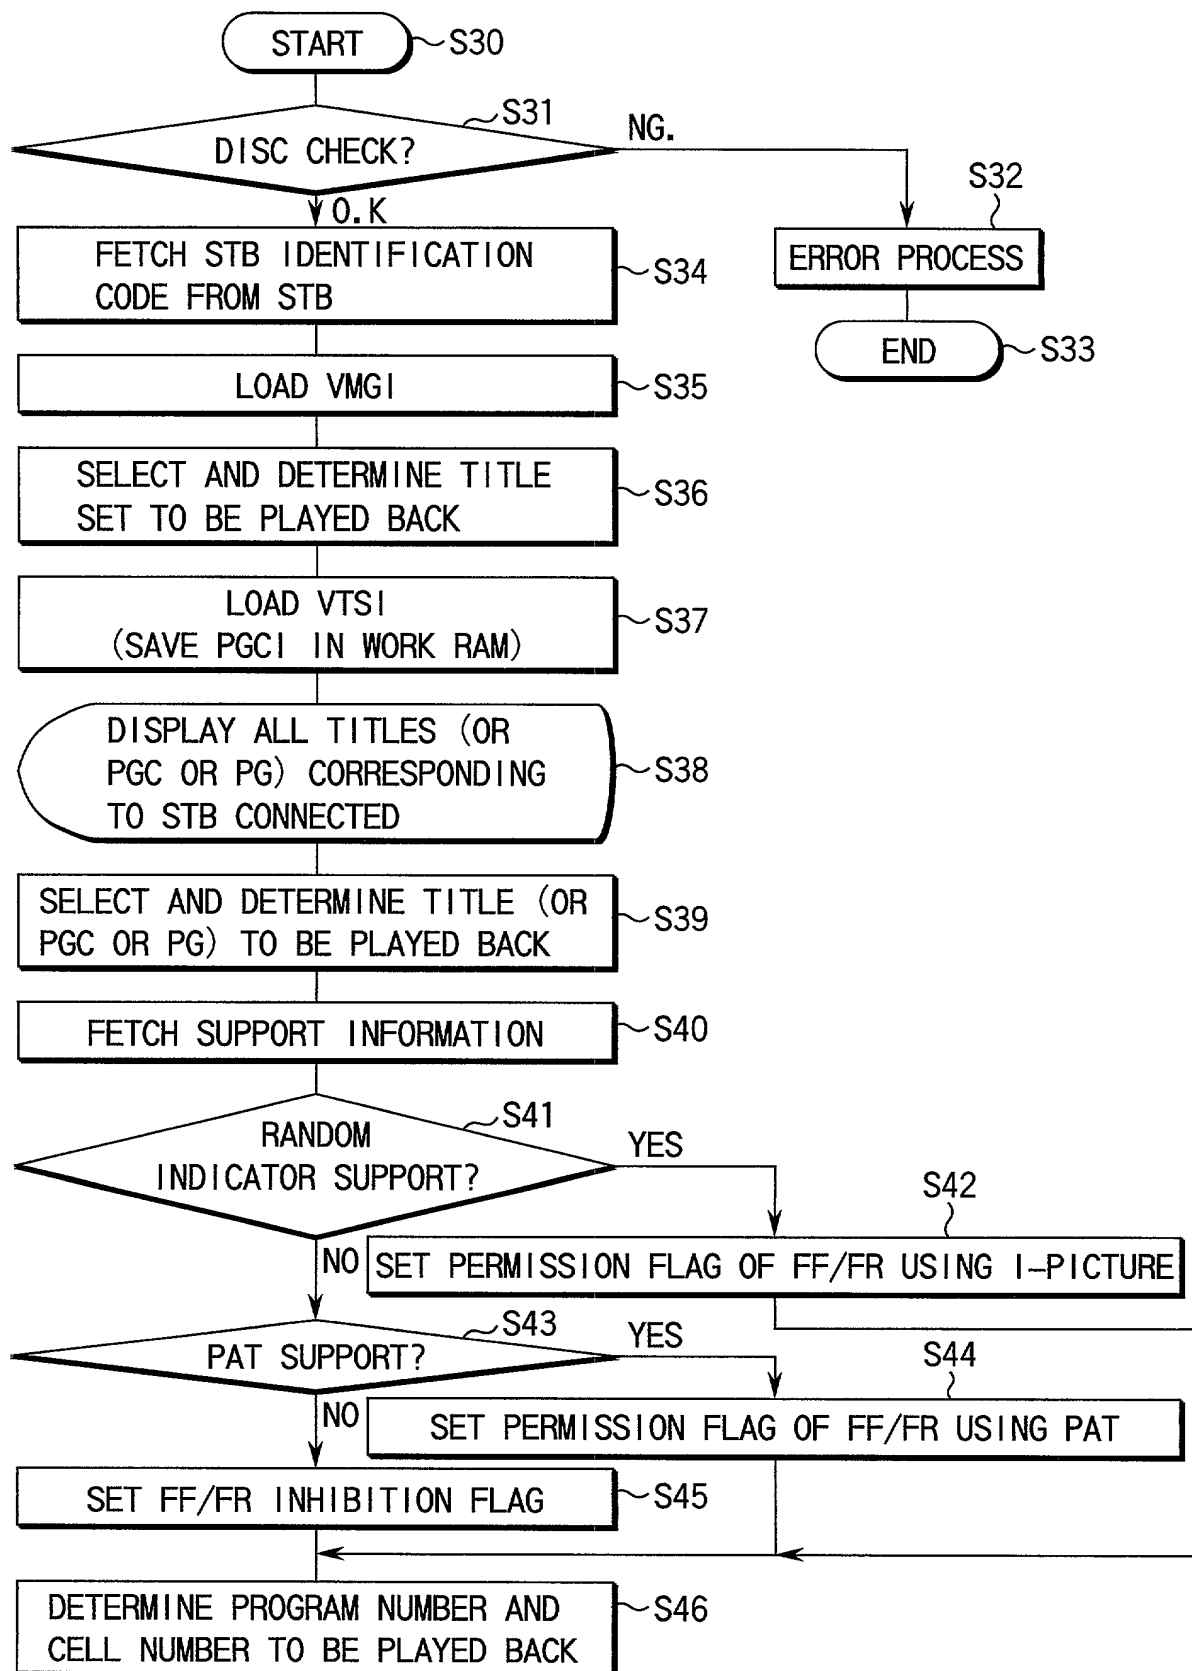 START
S30
S31
DISC CHECK?
NG.
O.K
S32
ERROR PROCESS
END
S33
FETCH STB IDENTIFICATION
CODE FROM STB
S34
LOAD VMGI
S35
SELECT AND DETERMINE TITLE
SET TO BE PLAYED BACK
S36
LOAD VTSI
(SAVE PGCI IN WORK RAM)
S37
DISPLAY ALL TITLES (OR
PGC OR PG) CORRESPONDING
TO STB CONNECTED
S38
SELECT AND DETERMINE TITLE (OR
PGC OR PG) TO BE PLAYED BACK
S39
FETCH SUPPORT INFORMATION
S40
S41
RANDOM
INDICATOR SUPPORT?
YES
S42
NO
SET PERMISSION FLAG OF FF/FR USING I-PICTURE
S43
PAT SUPPORT?
YES
S44
NO
SET PERMISSION FLAG OF FF/FR USING PAT
SET FF/FR INHIBITION FLAG
S45
DETERMINE PROGRAM NUMBER AND
CELL NUMBER TO BE PLAYED BACK
S46